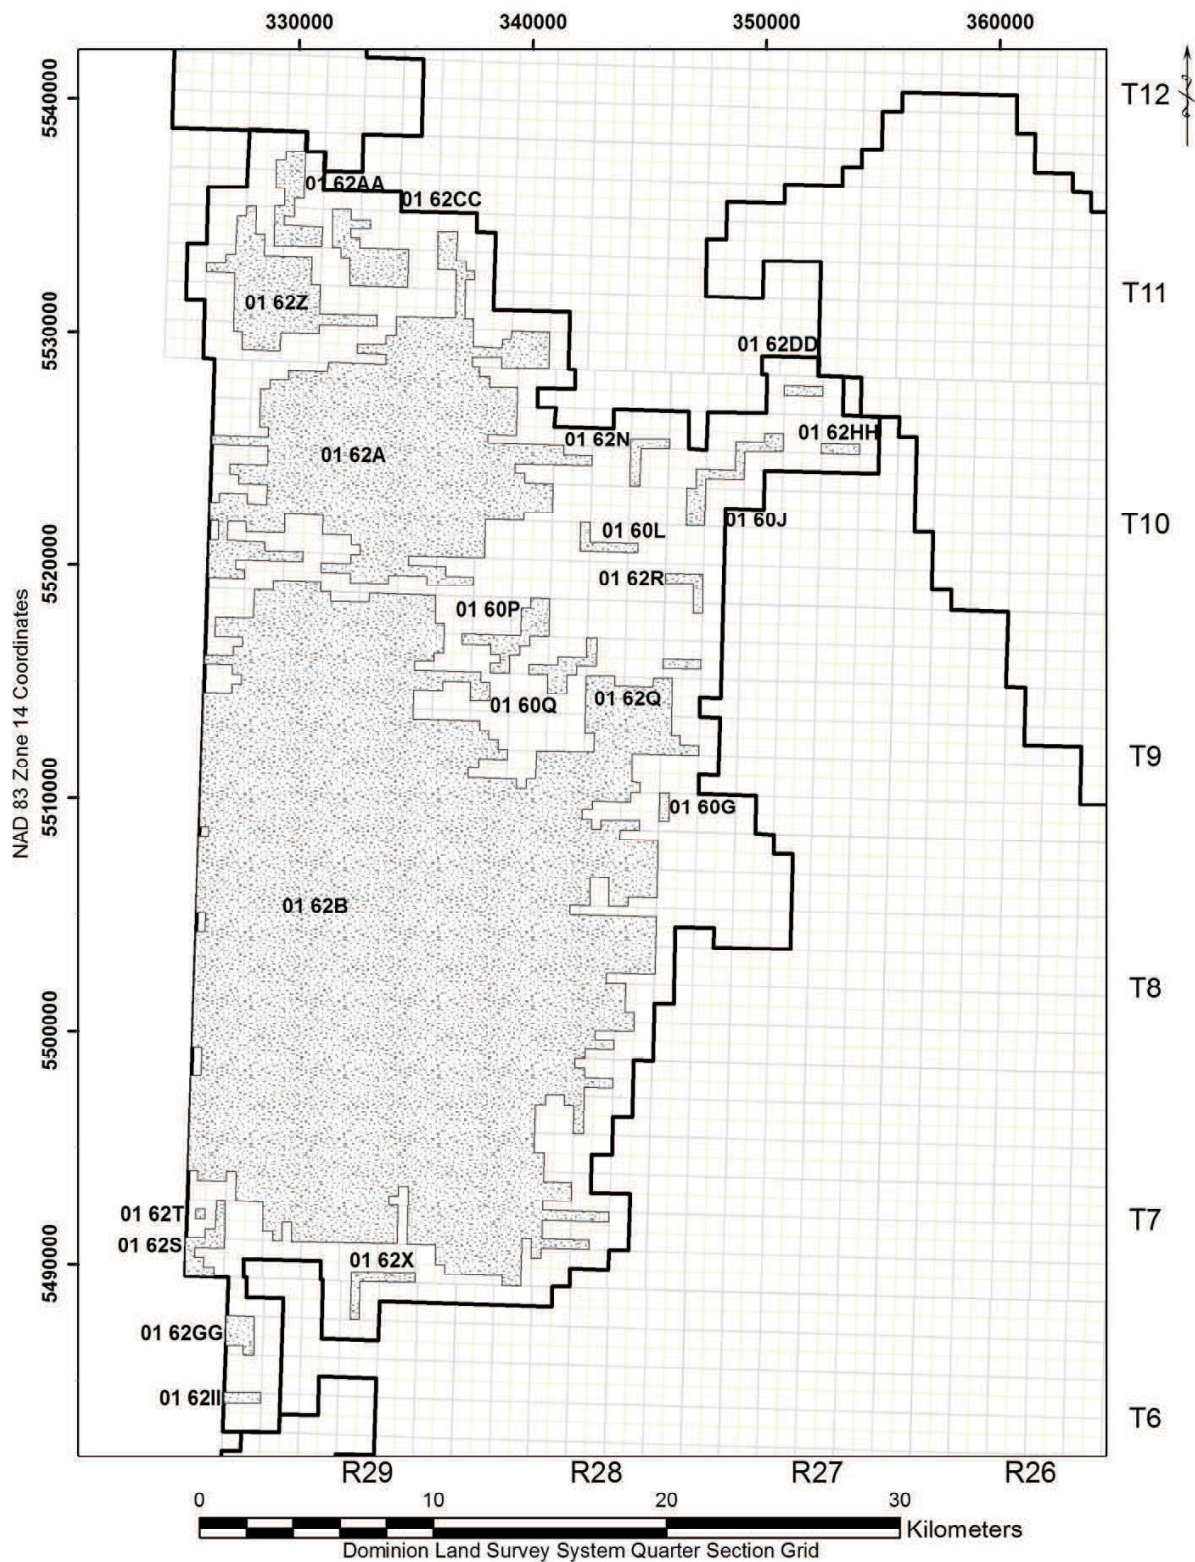 330000 340000 350000 360000
5540000
T12
01 62AA
01 62CC
T11
01 62Z
5530000
01 62DD
01 62N
01 62HH
01 62A
01 60J
T10
01 60L
5520000
01 62R
01 60P
01 62Q
01 60Q
NAD 83 Zone 14 Coordinates
T9
5510000
01 60G
01 62B
T8
5500000
01 62T
T7
01 62S
01 62X
5490000
01 62GG
01 62II
T6
R29 R28 R27 R26
0 10 20 30
Kilometers
Dominion Land Survey System Quarter Section Grid